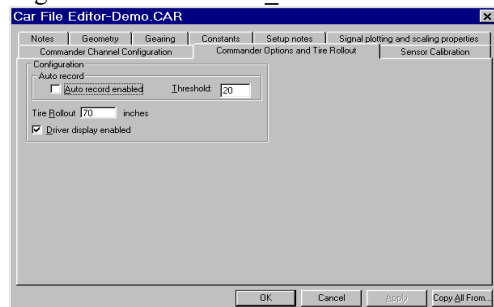 Car File Editor-Demo.CAR
Notes Geometry Gearing Constants Setup notes Signal plotting and scaling properties
Commander Channel Configuration Commander Options and Tire Rollout Sensor Calibration
Configuration
Auto record
Auto record enabled Threshold: 20
Tire Rollout 70 inches
Driver display enabled
OK Cancel Apply Copy All From...